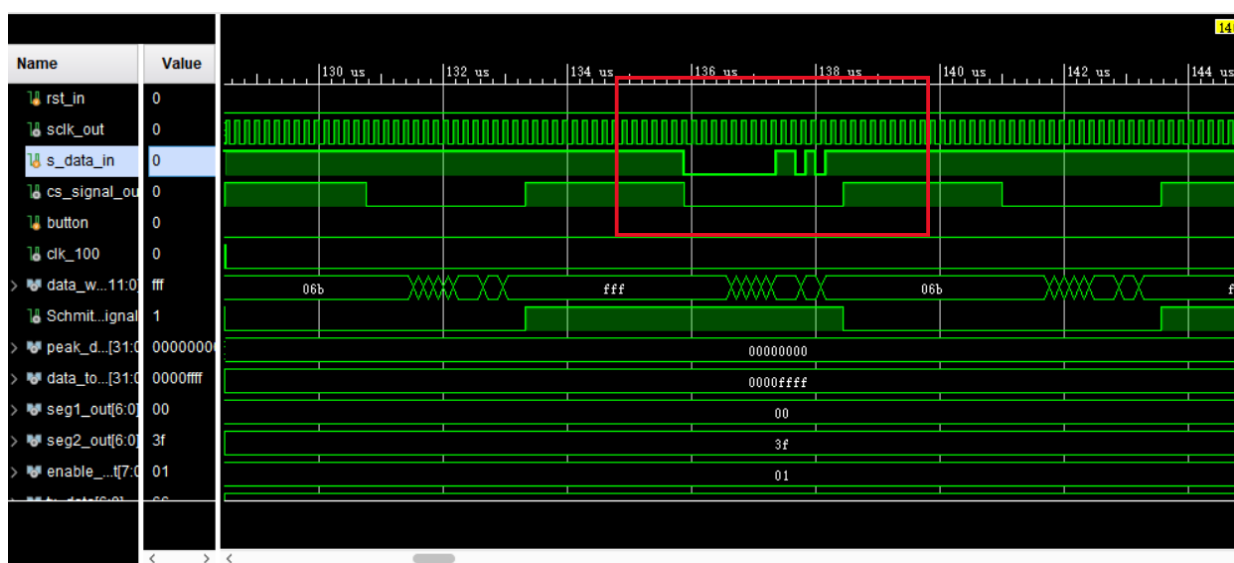 14
Name Value
130 us 132 us 134 us 136 us 138 us 140 us 142 us 144 us
rst_in 0
sclk_out 0
s_data_in 0
cs_signal_ou 0
button 0
clk_100 0
data_w...11:0] fff 06b fff 06b f
Schmit...ignal 1
peak_d...[31:0 00000000 00000000
data_to...[31:0 0000ffff 0000ffff
seg1_out[6:0] 00 00
seg2_out[6:0] 3f 3f
enable_...t[7:0 01 01